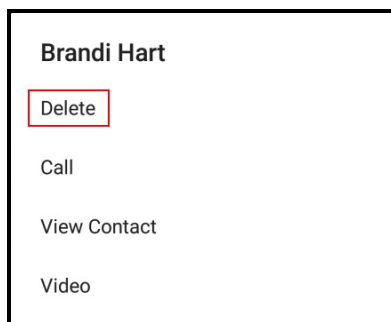 Brandi Hart
Delete
Call
View Contact
Video